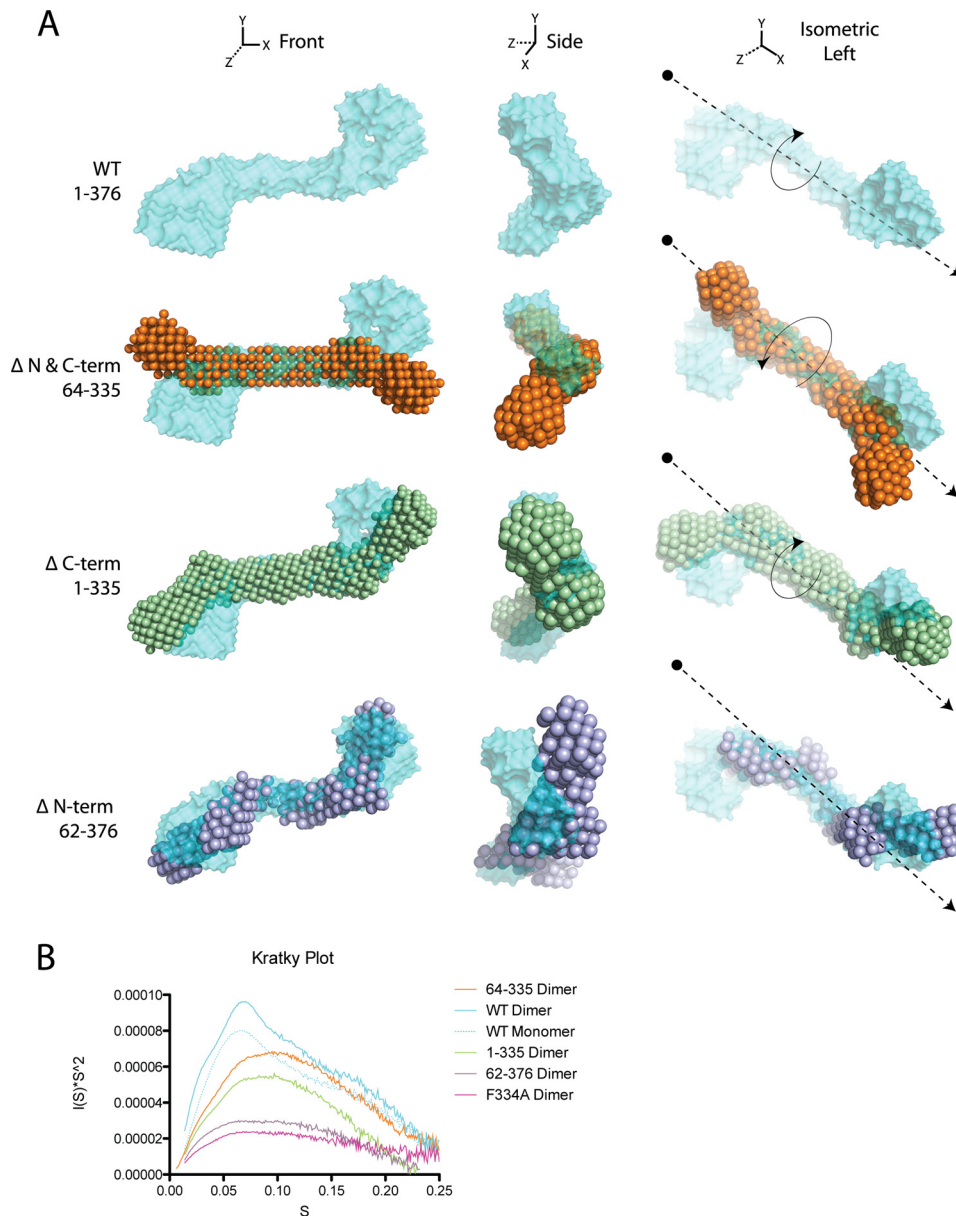 A
Y
X
Z
Front
Y
Z
X
Side
Y
Z
X
Isometric
Left
WT
1-376
Δ N & C-term
64-335
Δ C-term
1-335
Δ N-term
62-376
B
Kratky Plot
I(S)*S^2
0.00010
0.00008
0.00006
0.00004
0.00002
0.00000
0.00 0.05 0.10 0.15 0.20 0.25
S
64-335 Dimer
WT Dimer
WT Monomer
1-335 Dimer
62-376 Dimer
F334A Dimer